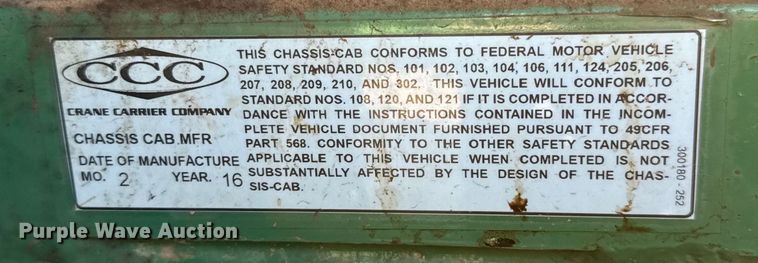 CCC
CRANE CARRIER COMPANY
CHASSIS CAB MFR
DATE OF MANUFACTURE
MO. 2 YEAR. 16
THIS CHASSIS-CAB CONFORMS TO FEDERAL MOTOR VEHICLE
SAFETY STANDARD NOS. 101, 102, 103, 104, 106, 111, 124, 205, 206,
207, 208, 209, 210, AND 302. THIS VEHICLE WILL CONFORM TO
STANDARD NOS. 108, 120, AND 121 IF IT IS COMPLETED IN ACCOR-
DANCE WITH THE INSTRUCTIONS CONTAINED IN THE INCOM-
PLETE VEHICLE DOCUMENT FURNISHED PURSUANT TO 49CFR
PART 568. CONFORMITY TO THE OTHER SAFETY STANDARDS
APPLICABLE TO THIS VEHICLE WHEN COMPLETED IS NOT
SUBSTANTIALLY AFFECTED BY THE DESIGN OF THE CHAS-
SIS-CAB.
300180 - 252
Purple Wave Auction